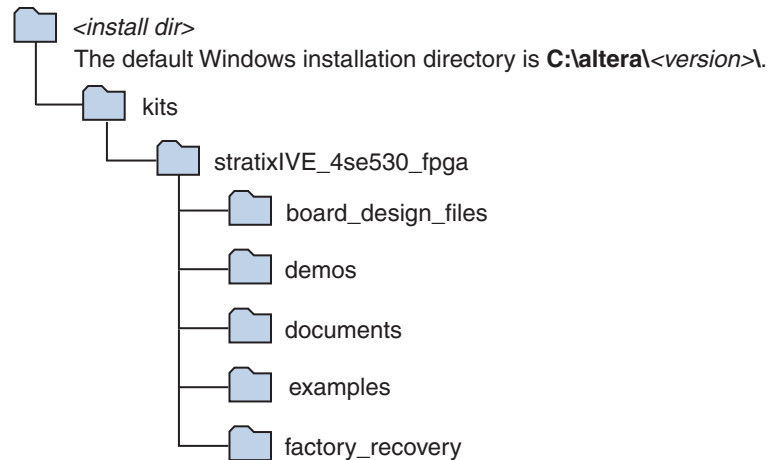 <install dir>
The default Windows installation directory is C:\altera\<version>\.
kits
stratixIVE_4se530_fpga
board_design_files
demos
documents
examples
factory_recovery